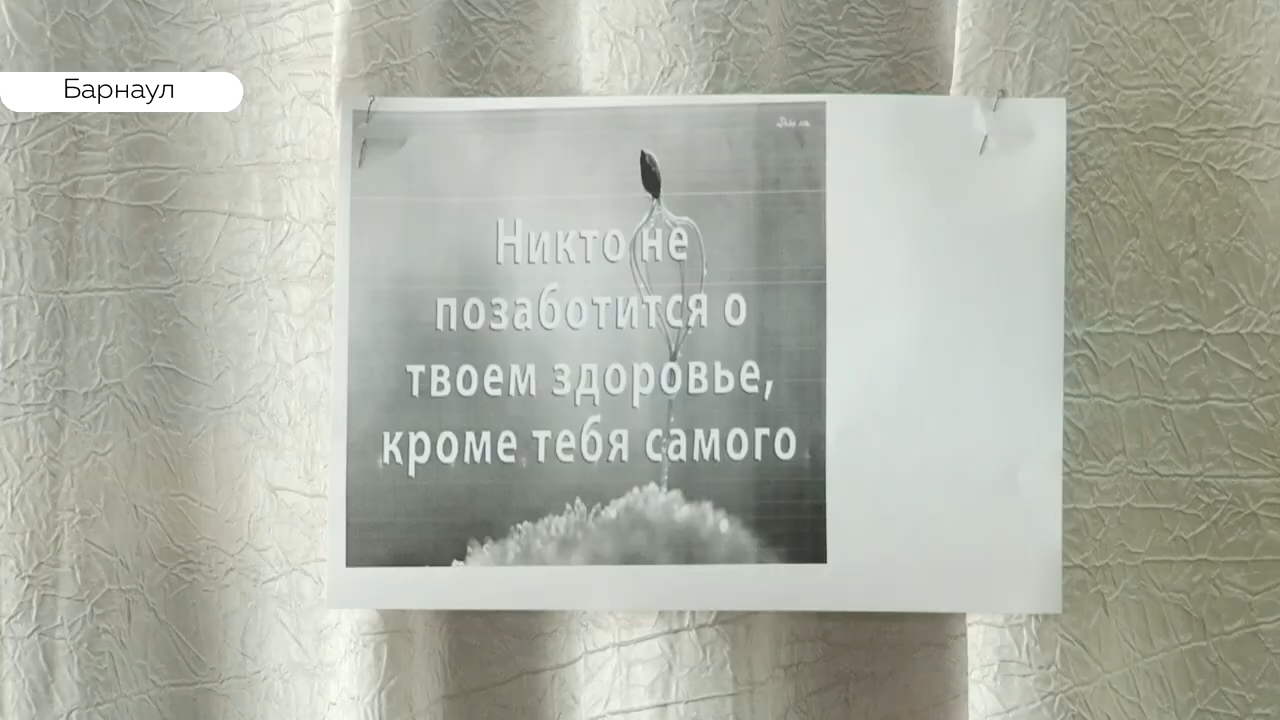 Барнаул
Никто не
позаботится о
твоем здоровье,
кроме тебя самого